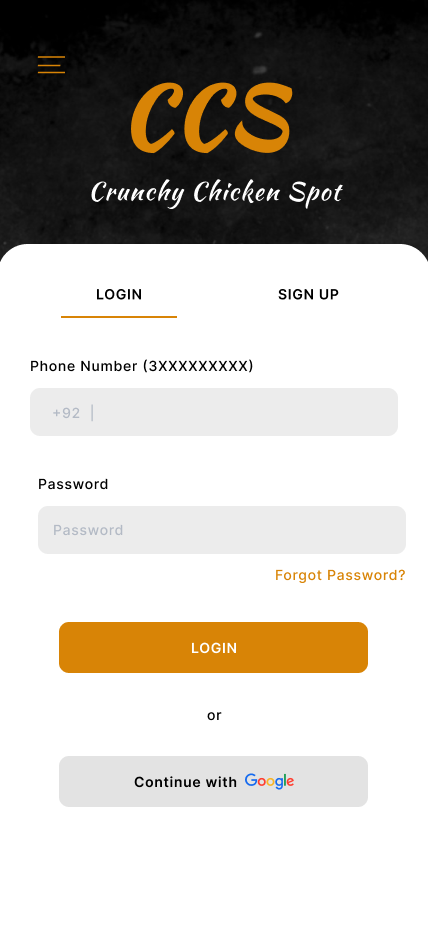 CCS
Crunchy Chicken Spot
LOGIN SIGN UP
Phone Number (3XXXXXXXXX)
+92 |
Password
Password
Forgot Password?
LOGIN
or
Continue with Google